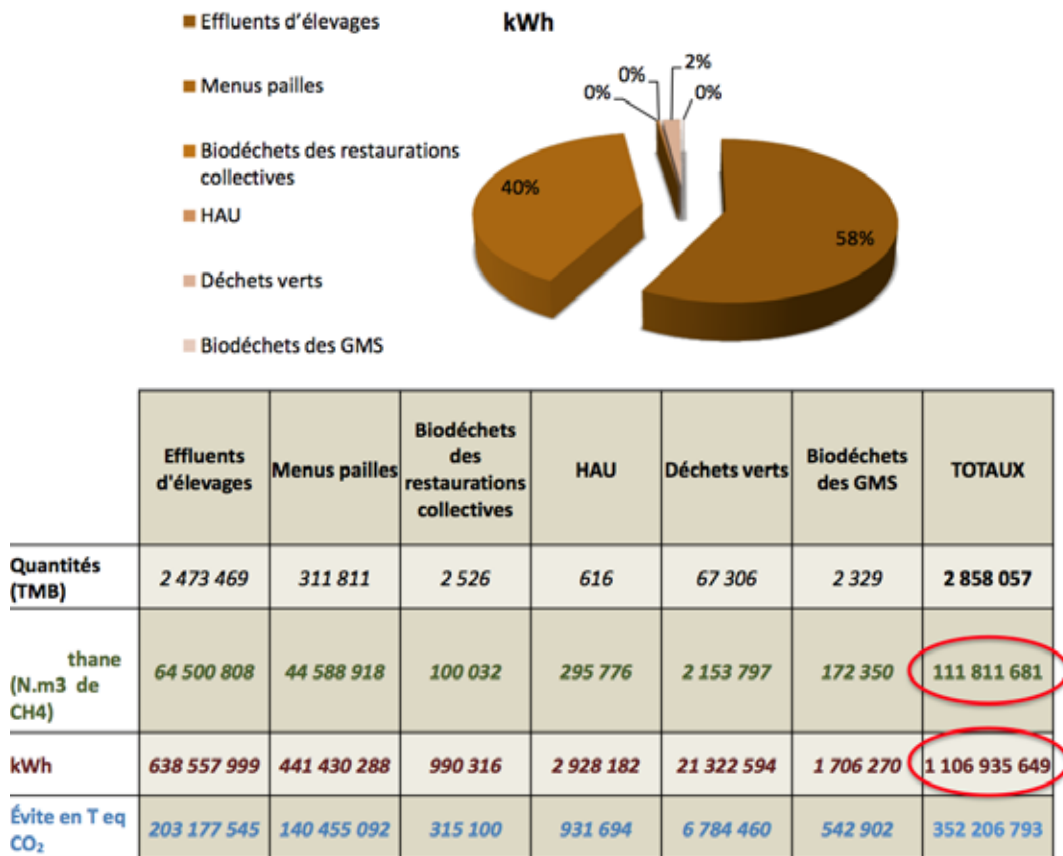 Effluents d'élevages
kWh
Menus pailles
Biodéchets des restaurations
collectives
HAU
Déchets verts
Biodéchets des GMS
0%
0%
2%
0%
40%
58%
Effluents
d'élevages
Menus pailles
Biodéchets
des
restaurations
collectives
HAU
Déchets verts
Biodéchets
des GMS
TOTAUX
Quantités
(TMB)
2 473 469
311 811
2 526
616
67 306
2 329
2 858 057
thane
(N.m3 de
CH4)
64 500 808
44 588 918
100 032
295 776
2 153 797
172 350
111 811 681
kWh
638 557 999
441 430 288
990 316
2 928 182
21 322 594
1 706 270
1 106 935 649
Évite en T eq
CO₂
203 177 545
140 455 092
315 100
931 694
6 784 460
542 902
352 206 793